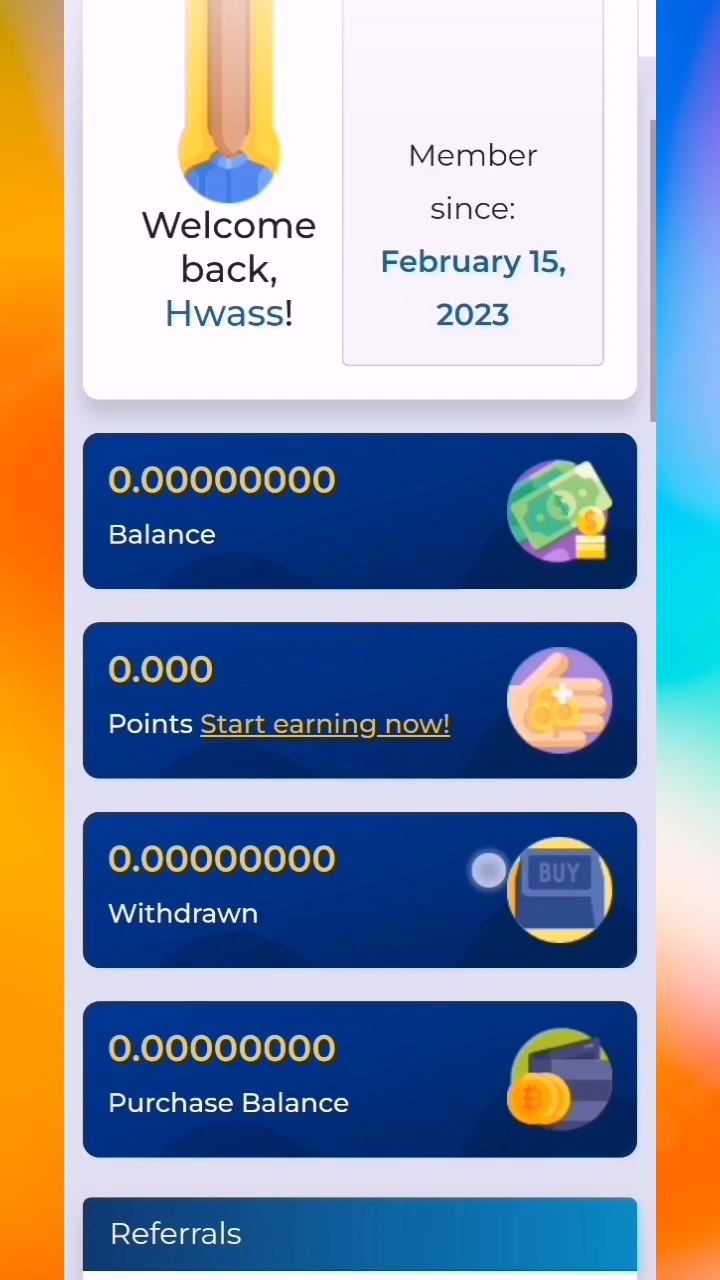 Welcome
back,
Hwass!
Member
since:
February 15,
2023
0.00000000
Balance
0.000
Points Start earning now!
0.00000000
Withdrawn
BUY
0.00000000
Purchase Balance
Referrals